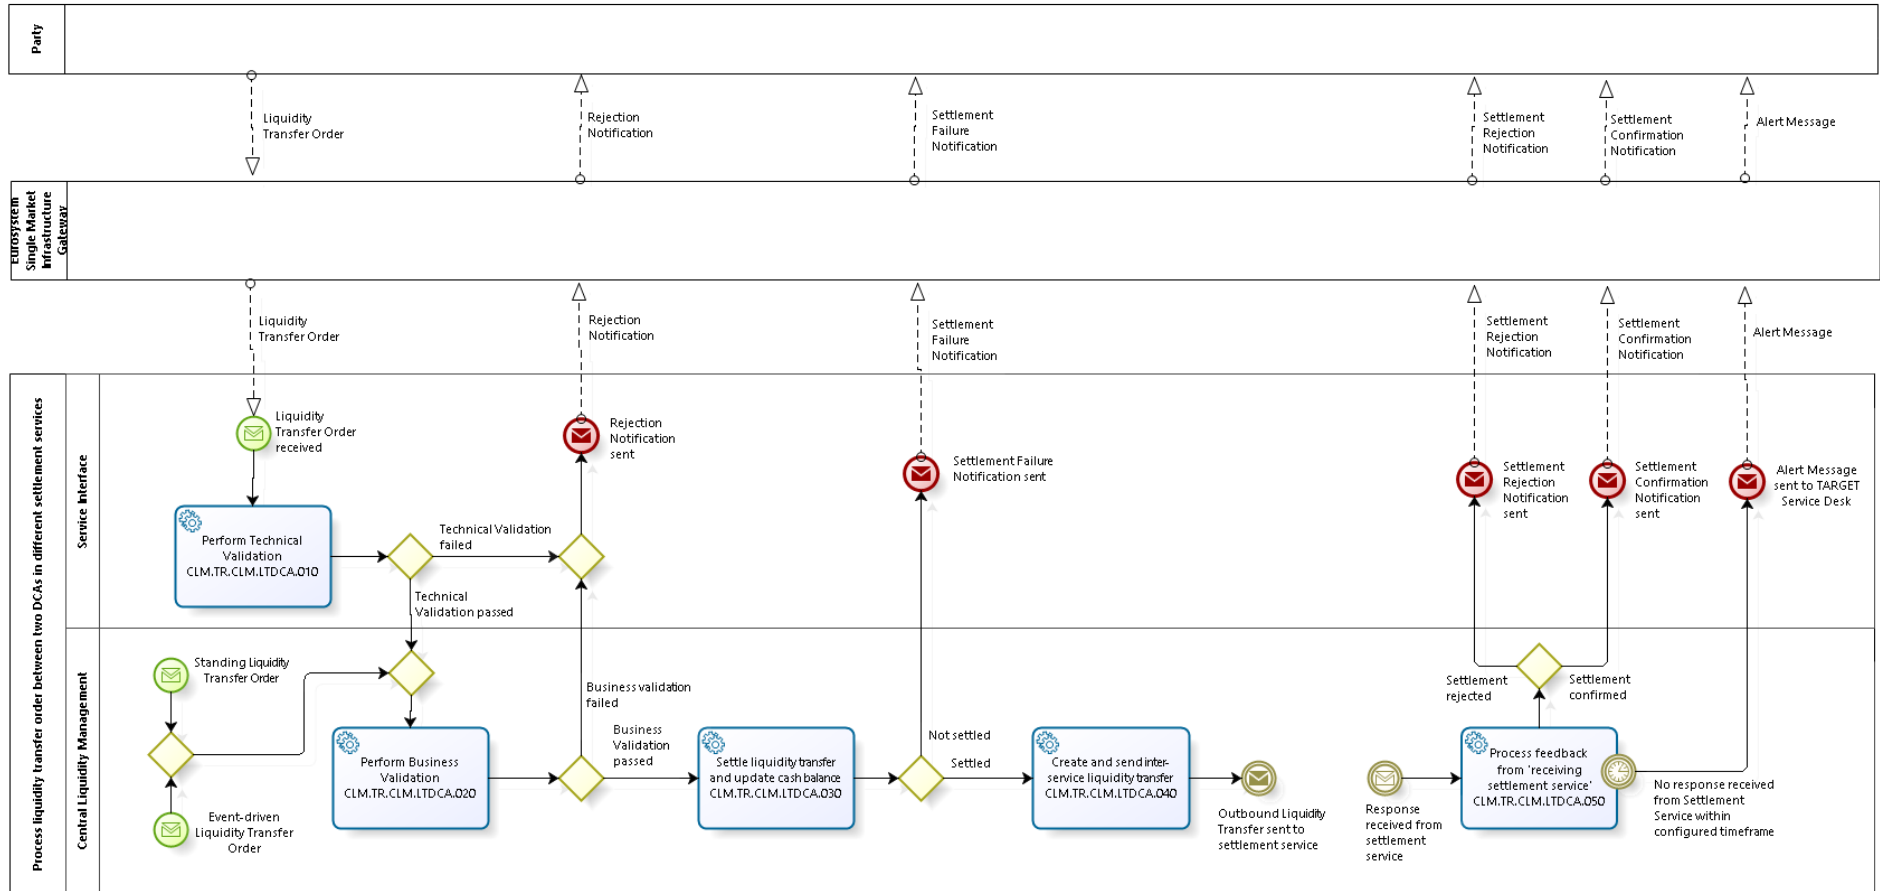 Party
Liquidity
Transfer Order
Rejection
Notification
Settlement
Failure
Notification
Settlement
Rejection
Notification
Settlement
Confirmation
Notification
Alert Message
Eurosystem
Single Market
Infrastructure
Gateway
Liquidity
Transfer Order
Rejection
Notification
Settlement
Failure
Notification
Settlement
Rejection
Notification
Settlement
Confirmation
Notification
Alert Message
Process liquidity transfer order between two DCAs in different settlement services
Service Interface
Liquidity
Transfer Order
received
Rejection
Notification
sent
Settlement Failure
Notification sent
Settlement
Rejection
Notification
sent
Settlement
Confirmation
Notification
sent
Alert Message
sent to TARGET
Service Desk
Perform Technical
Validation
CLM.TR.CLM.LTDCA.010
Technical Validation
failed
Technical
Validation passed
Central Liquidity Management
Standing Liquidity
Transfer Order
Event-driven
Liquidity Transfer
Order
Perform Business
Validation
CLM.TR.CLM.LTDCA.020
Business validation
failed
Business
Validation
passed
Settle liquidity transfer
and update cash balance
CLM.TR.CLM.LTDCA.030
Not settled
Settled
Create and send inter-
service liquidity transfer
CLM.TR.CLM.LTDCA.040
Outbound Liquidity
Transfer sent to
settlement service
Response
received from
settlement
service
Settlement
rejected
Settlement
confirmed
Process feedback
from 'receiving
settlement service'
CLM.TR.CLM.LTDCA.050
No response received
from Settlement
Service within
configured timeframe